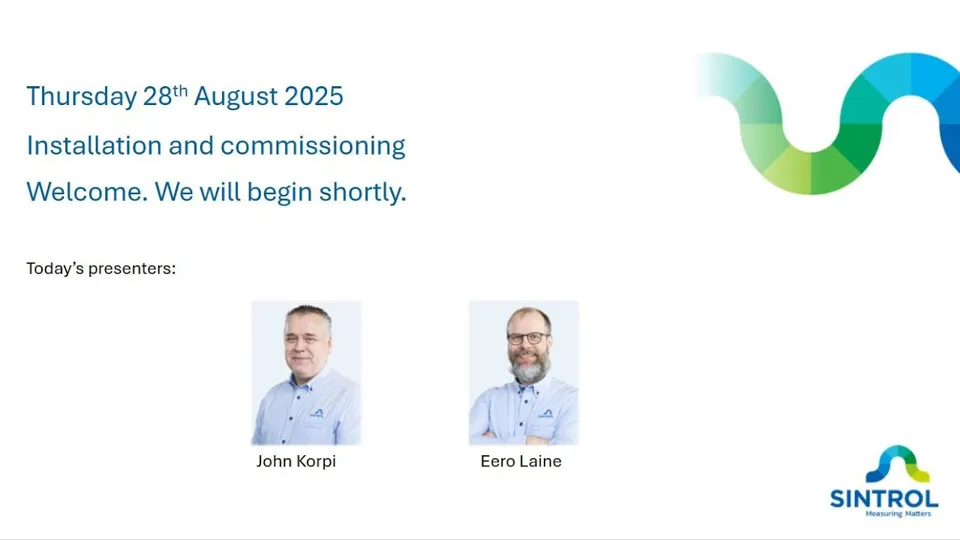 Thursday 28th August 2025
Installation and commissioning
Welcome. We will begin shortly.
Today's presenters:
John Korpi
Eero Laine
SINTROL
Measuring Matters